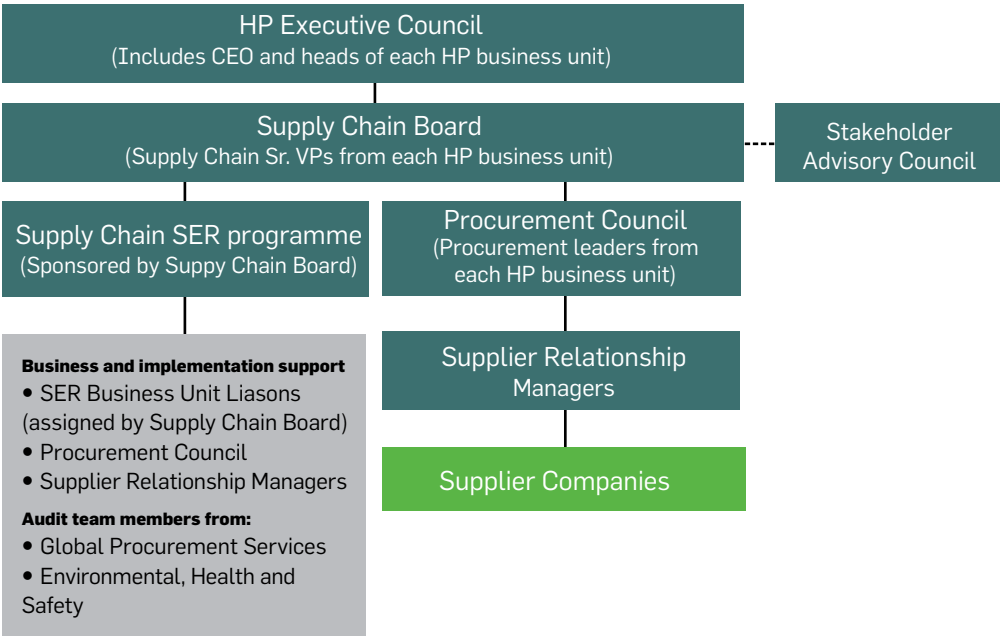 HP Executive Council
(Includes CEO and heads of each HP business unit)
Supply Chain Board
(Supply Chain Sr. VPs from each HP business unit)
Stakeholder
Advisory Council
Supply Chain SER programme
(Sponsored by Suppy Chain Board)
Procurement Council
(Procurement leaders from
each HP business unit)
Business and implementation support
• SER Business Unit Liasons
(assigned by Supply Chain Board)
• Procurement Council
• Supplier Relationship Managers
Audit team members from:
• Global Procurement Services
• Environmental, Health and
Safety
Supplier Relationship
Managers
Supplier Companies